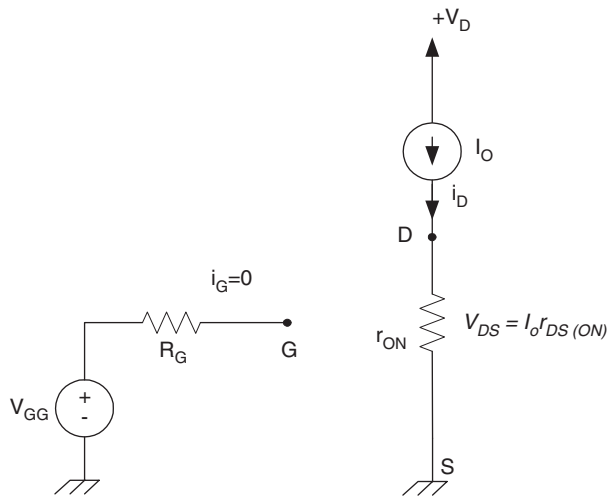 +V_D
I_O
i_D
D
i_G=0
R_G
G
r_ON
V_DS = I_o r_DS (ON)
V_GG
+
-
S